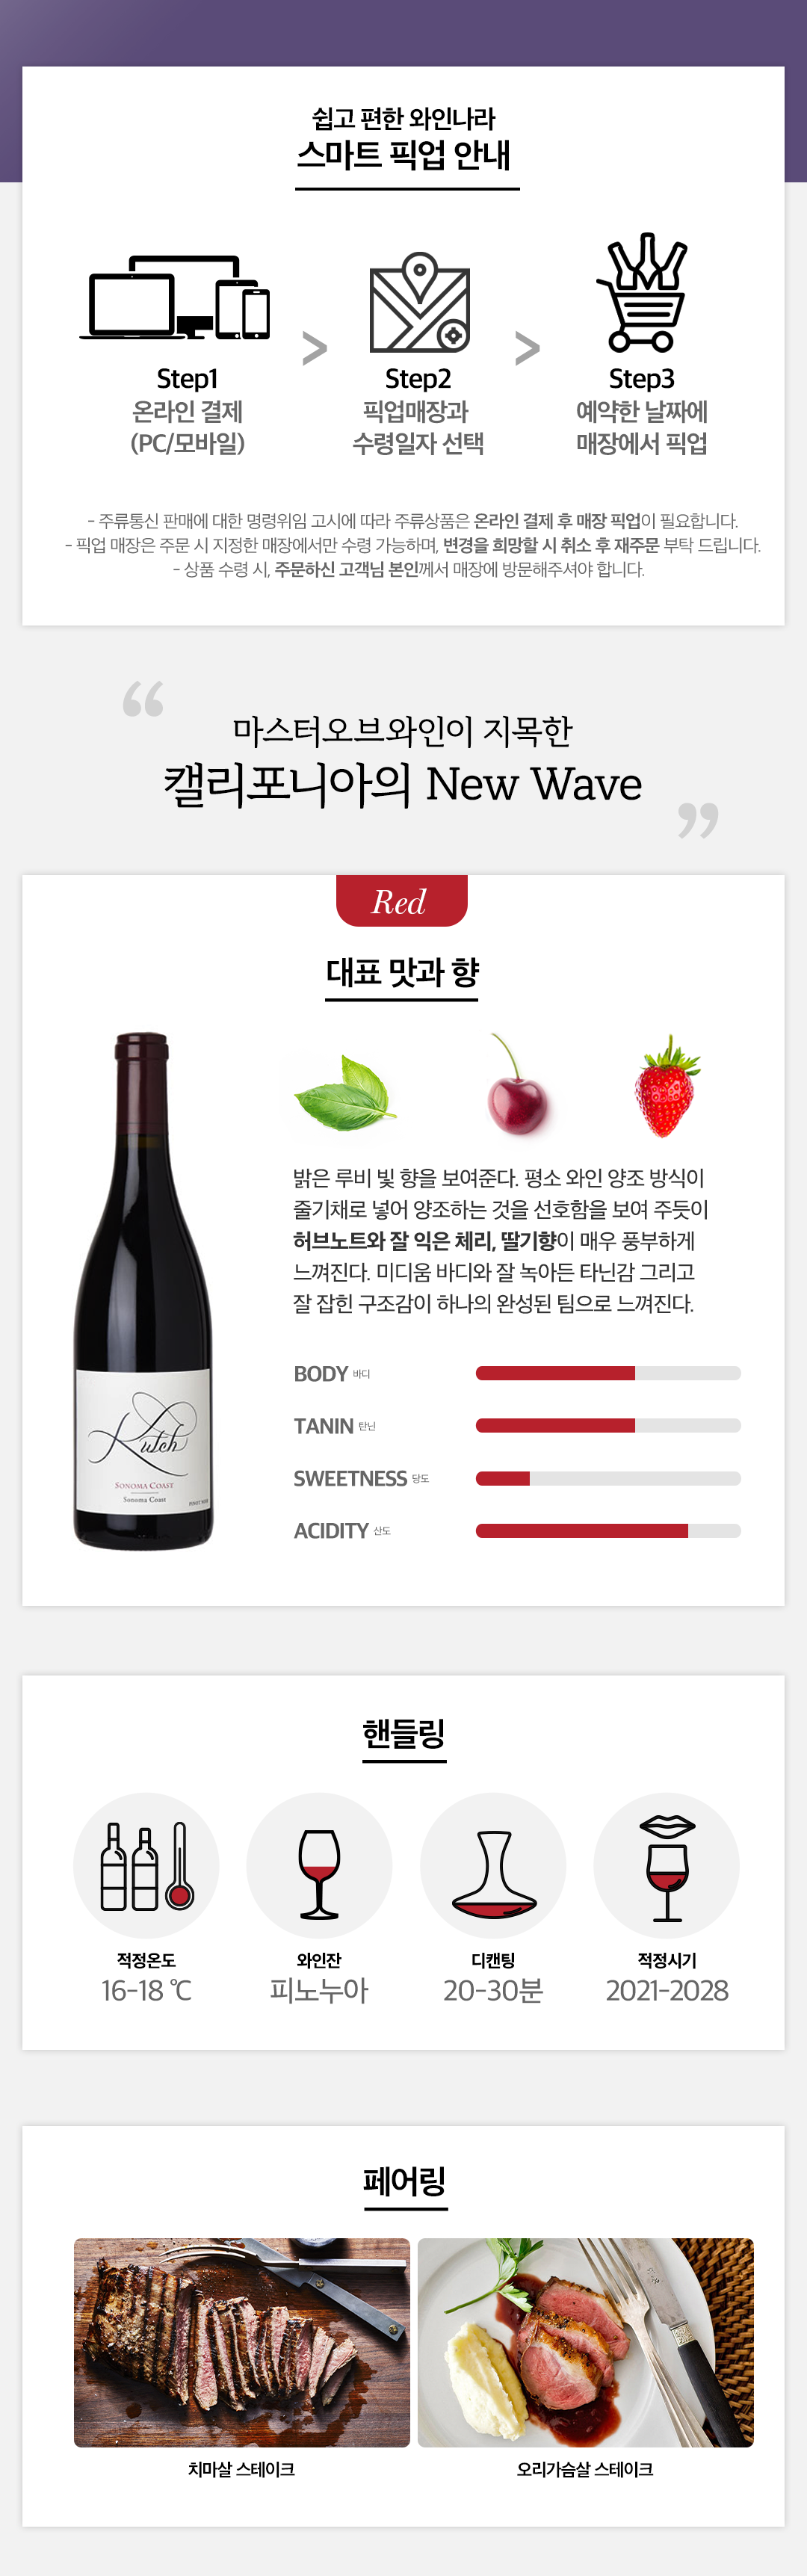 쉽고 편한 와인나라
스마트 픽업 안내
Step1
온라인 결제
(PC/모바일)
Step2
픽업매장과
수령일자 선택
Step3
예약한 날짜에
매장에서 픽업
- 주류통신 판매에 대한 명령위임 고시에 따라 주류상품은 온라인 결제 후 매장 픽업이 필요합니다.
- 픽업 매장은 주문 시 지정한 매장에서만 수령 가능하며, 변경을 희망할 시 취소 후 재주문 부탁 드립니다.
- 상품 수령 시, 주문하신 고객님 본인께서 매장에 방문해주셔야 합니다.
“
마스터오브와인이 지목한
캘리포니아의 New Wave
”
Red
대표 맛과 향
밝은 루비 빛 향을 보여준다. 평소 와인 양조 방식이
줄기채로 넣어 양조하는 것을 선호함을 보여 주듯이
허브노트와 잘 익은 체리, 딸기향이 매우 풍부하게
느껴진다. 미디움 바디와 잘 녹아든 타닌감 그리고
잘 잡힌 구조감이 하나의 완성된 팀으로 느껴진다.
Kutch
SONOMA COAST
Sonoma Coast
PINOT NOIR
BODY 바디
TANIN 탄닌
SWEETNESS 당도
ACIDITY 산도
핸들링
적정온도
16-18 ℃
와인잔
피노누아
디캔팅
20-30분
적정시기
2021-2028
페어링
치마살 스테이크
오리가슴살 스테이크